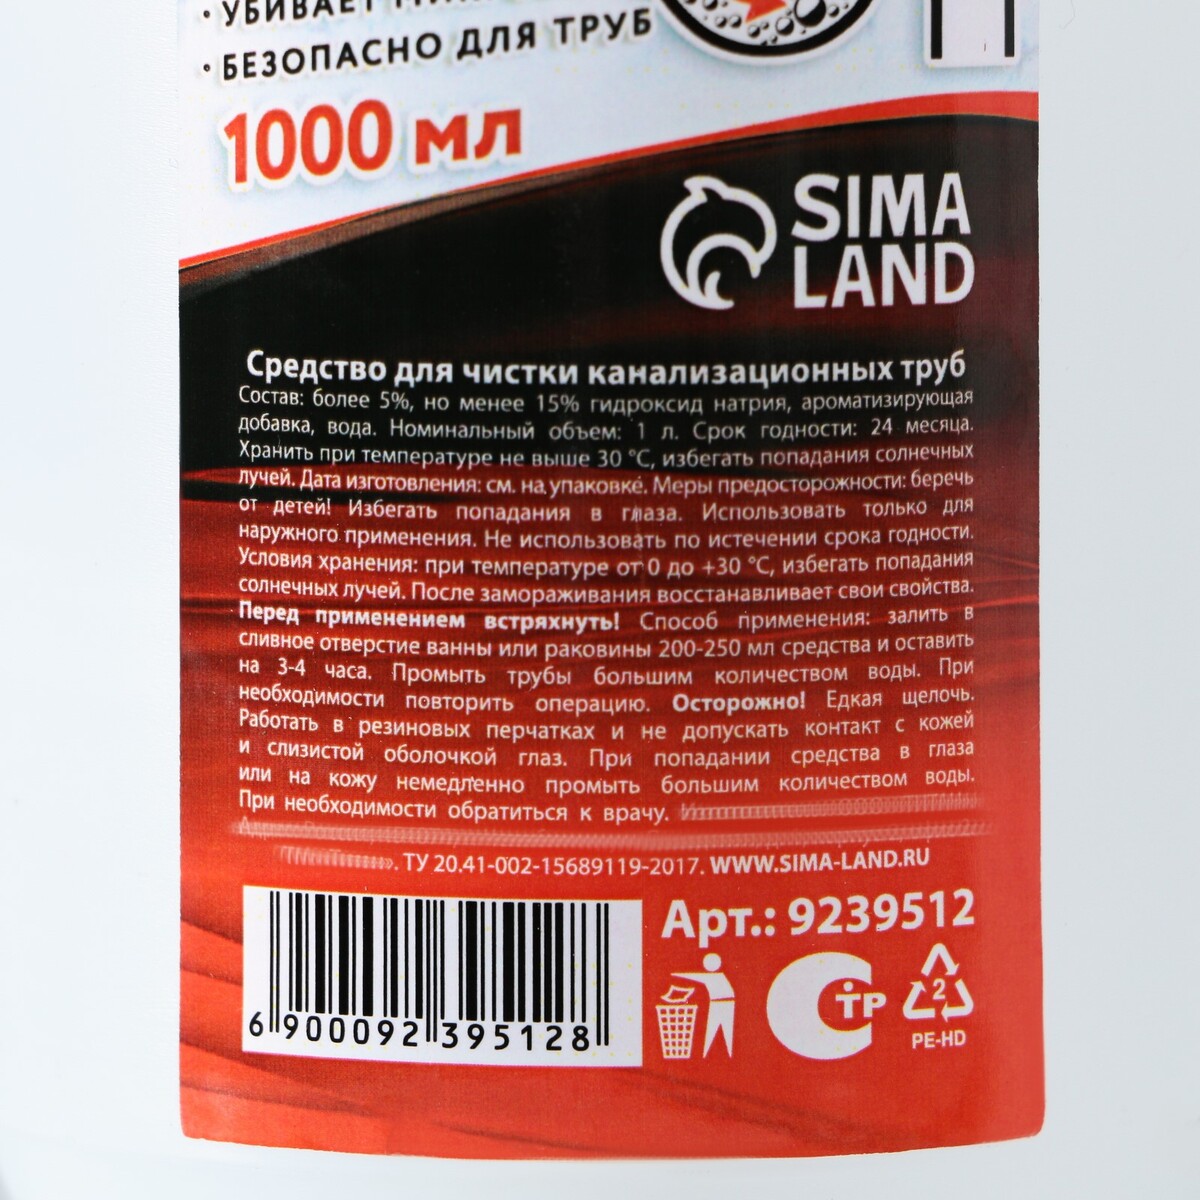 • УБИВАЕТ
• БЕЗОПАСНО ДЛЯ ТРУБ
1000 мл
SIMA
LAND
Средство для чистки канализационных труб
Состав: более 5%, но менее 15% гидроксид натрия, ароматизирующая
добавка, вода. Номинальный объем: 1 л. Срок годности: 24 месяца.
Хранить при температуре не выше 30 °С, избегать попадания солнечных
лучей. Дата изготовления: см. на упаковке. Меры предосторожности: беречь
от детей! Избегать попадания в глаза. Использовать только для
наружного применения. Не использовать по истечении срока годности.
Условия хранения: при температуре от 0 до +30 °С, избегать попадания
солнечных лучей. После замораживания восстанавливает свои свойства.
Перед применением встряхнуть! Способ применения: залить в
сливное отверстие ванны или раковины 200-250 мл средства и оставить
на 3-4 часа. Промыть трубы большим количеством воды. При
необходимости повторить операцию. Осторожно! Едкая щелочь.
Работать в резиновых перчатках и не допускать контакт с кожей
и слизистой оболочкой глаз. При попадании средства в глаза
или на кожу немедленно промыть большим количеством воды.
При необходимости обратиться к врачу.
ТУ 20.41-002-15689119-2017. WWW.SIMA-LAND.RU
Арт.: 9239512
6 900092 395128
СТР
2
PE-HD